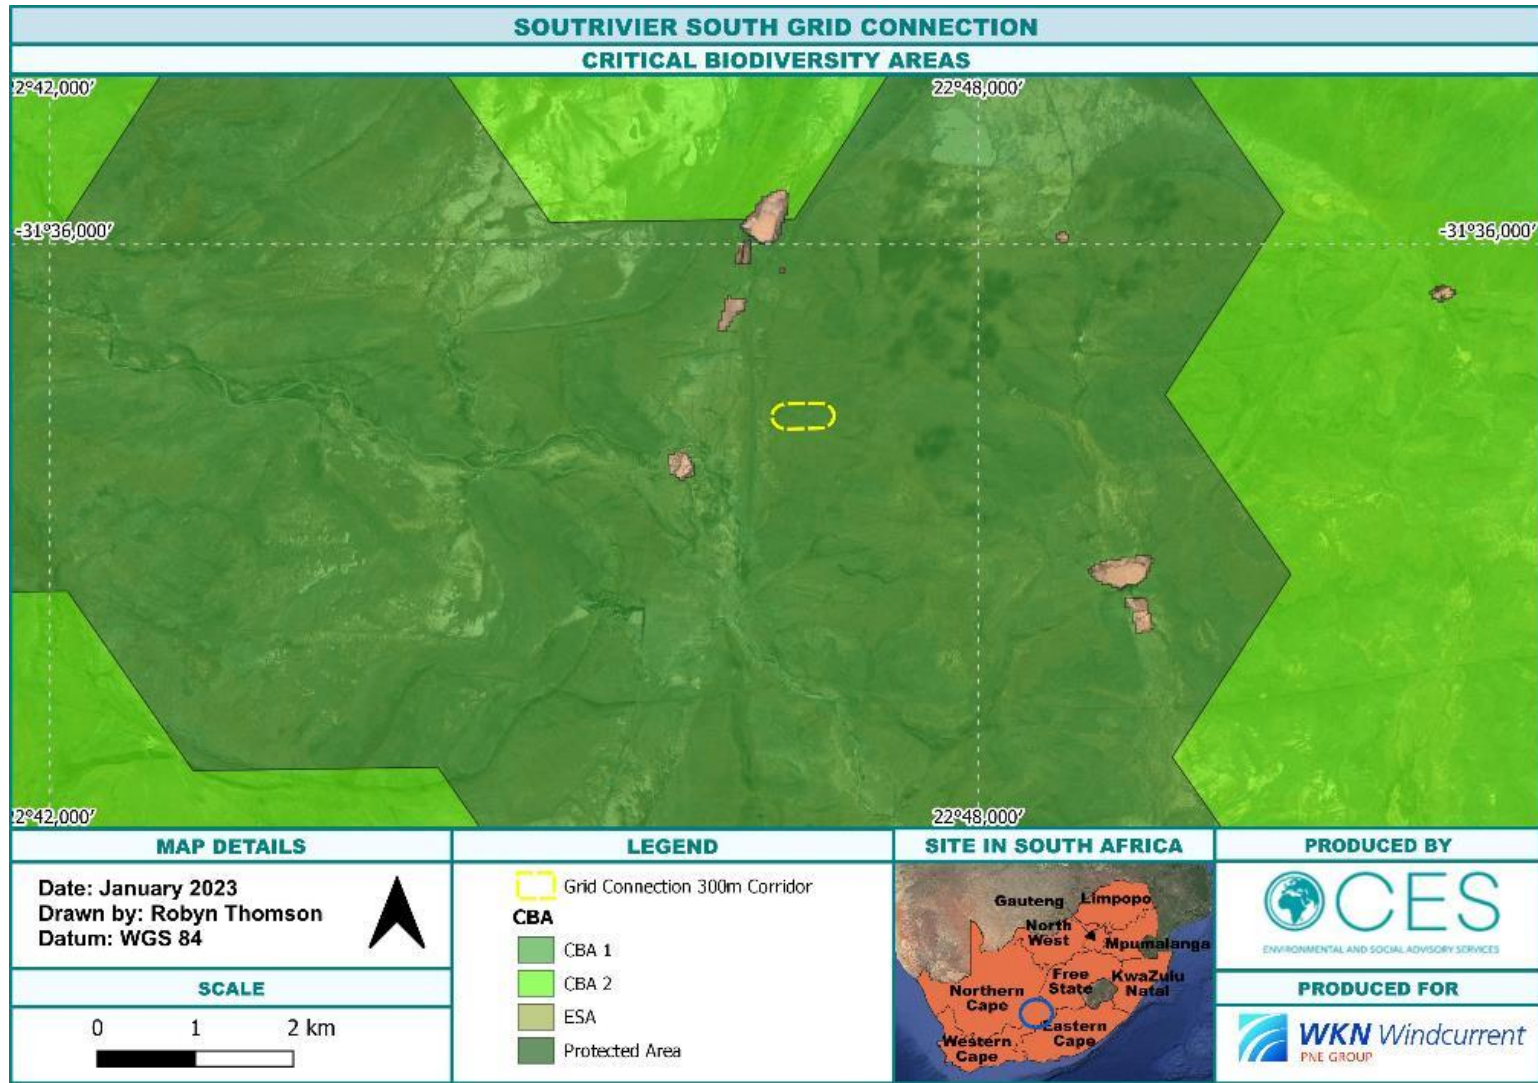 SOUTRIVIER SOUTH GRID CONNECTION
CRITICAL BIODIVERSITY AREAS
2°42,000′
22°48,000′
-31°36,000′
-31°36,000′
2°42,000′
22°48,000′
MAP DETAILS
Date: January 2023
Drawn by: Robyn Thomson
Datum: WGS 84
SCALE
0 1 2 km
LEGEND
Grid Connection 300m Corridor
CBA
CBA 1
CBA 2
ESA
Protected Area
SITE IN SOUTH AFRICA
Gauteng
Limpopo
North
West
Mpumalanga
Free
State
KwaZulu
Natal
Northern
Cape
Eastern
Cape
Western
Cape
PRODUCED BY
CES
ENVIRONMENTAL AND SOCIAL ADVISORY SERVICES
PRODUCED FOR
WKN Windcurrent
PNE GROUP